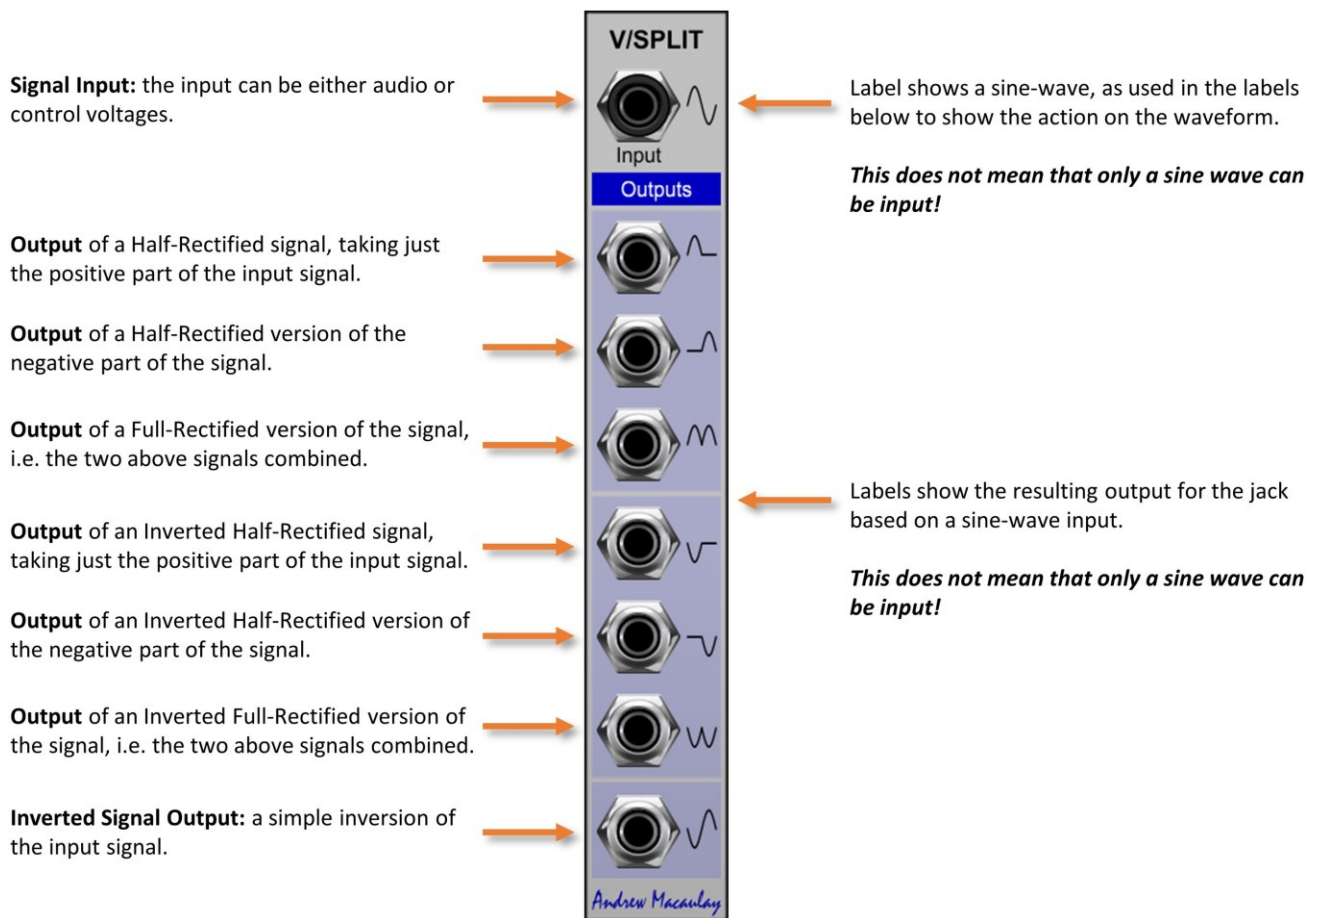 V/SPLIT
Signal Input: the input can be either audio or
control voltages.
Label shows a sine-wave, as used in the labels
below to show the action on the waveform.
This does not mean that only a sine wave can
be input!
Input
Outputs
Output of a Half-Rectified signal, taking just
the positive part of the input signal.
Output of a Half-Rectified version of the
negative part of the signal.
Output of a Full-Rectified version of the signal,
i.e. the two above signals combined.
Labels show the resulting output for the jack
based on a sine-wave input.
This does not mean that only a sine wave can
be input!
Output of an Inverted Half-Rectified signal,
taking just the positive part of the input signal.
Output of an Inverted Half-Rectified version of
the negative part of the signal.
Output of an Inverted Full-Rectified version of
the signal, i.e. the two above signals combined.
Inverted Signal Output: a simple inversion of
the input signal.
Andrew Macaulay